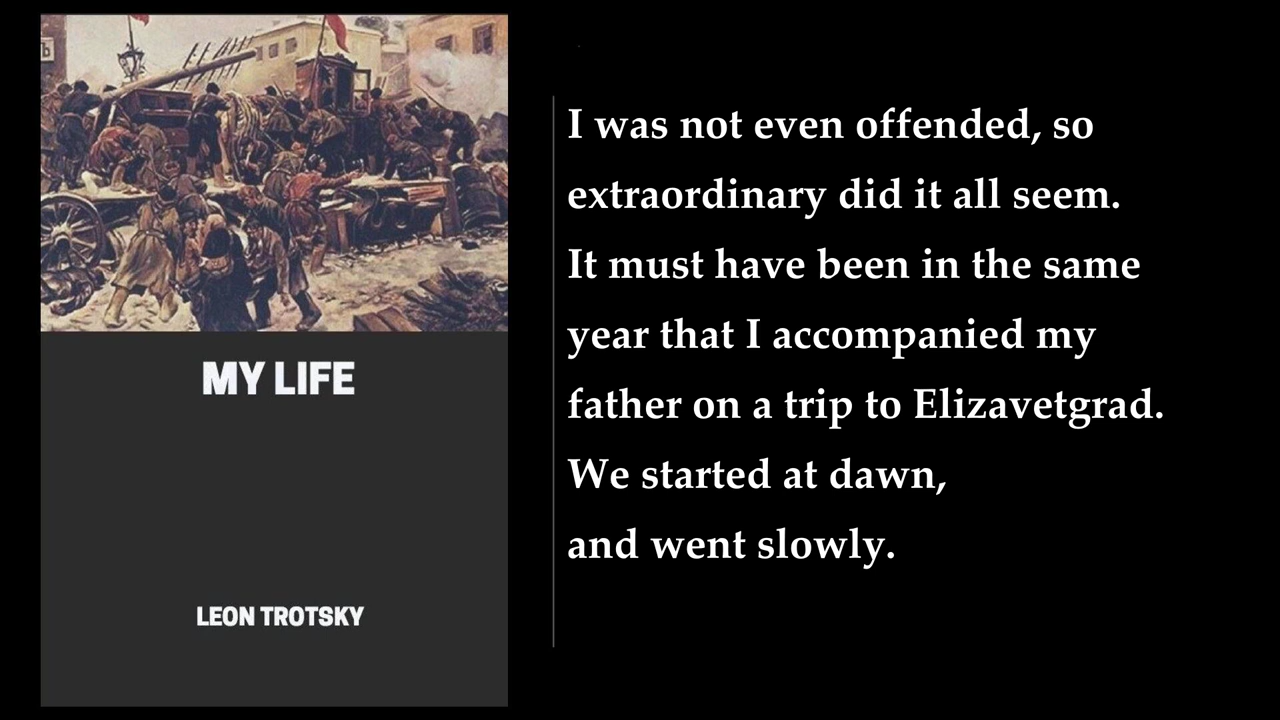 MY LIFE
LEON TROTSKY
I was not even offended, so
extraordinary did it all seem.
It must have been in the same
year that I accompanied my
father on a trip to Elizavetgrad.
We started at dawn,
and went slowly.